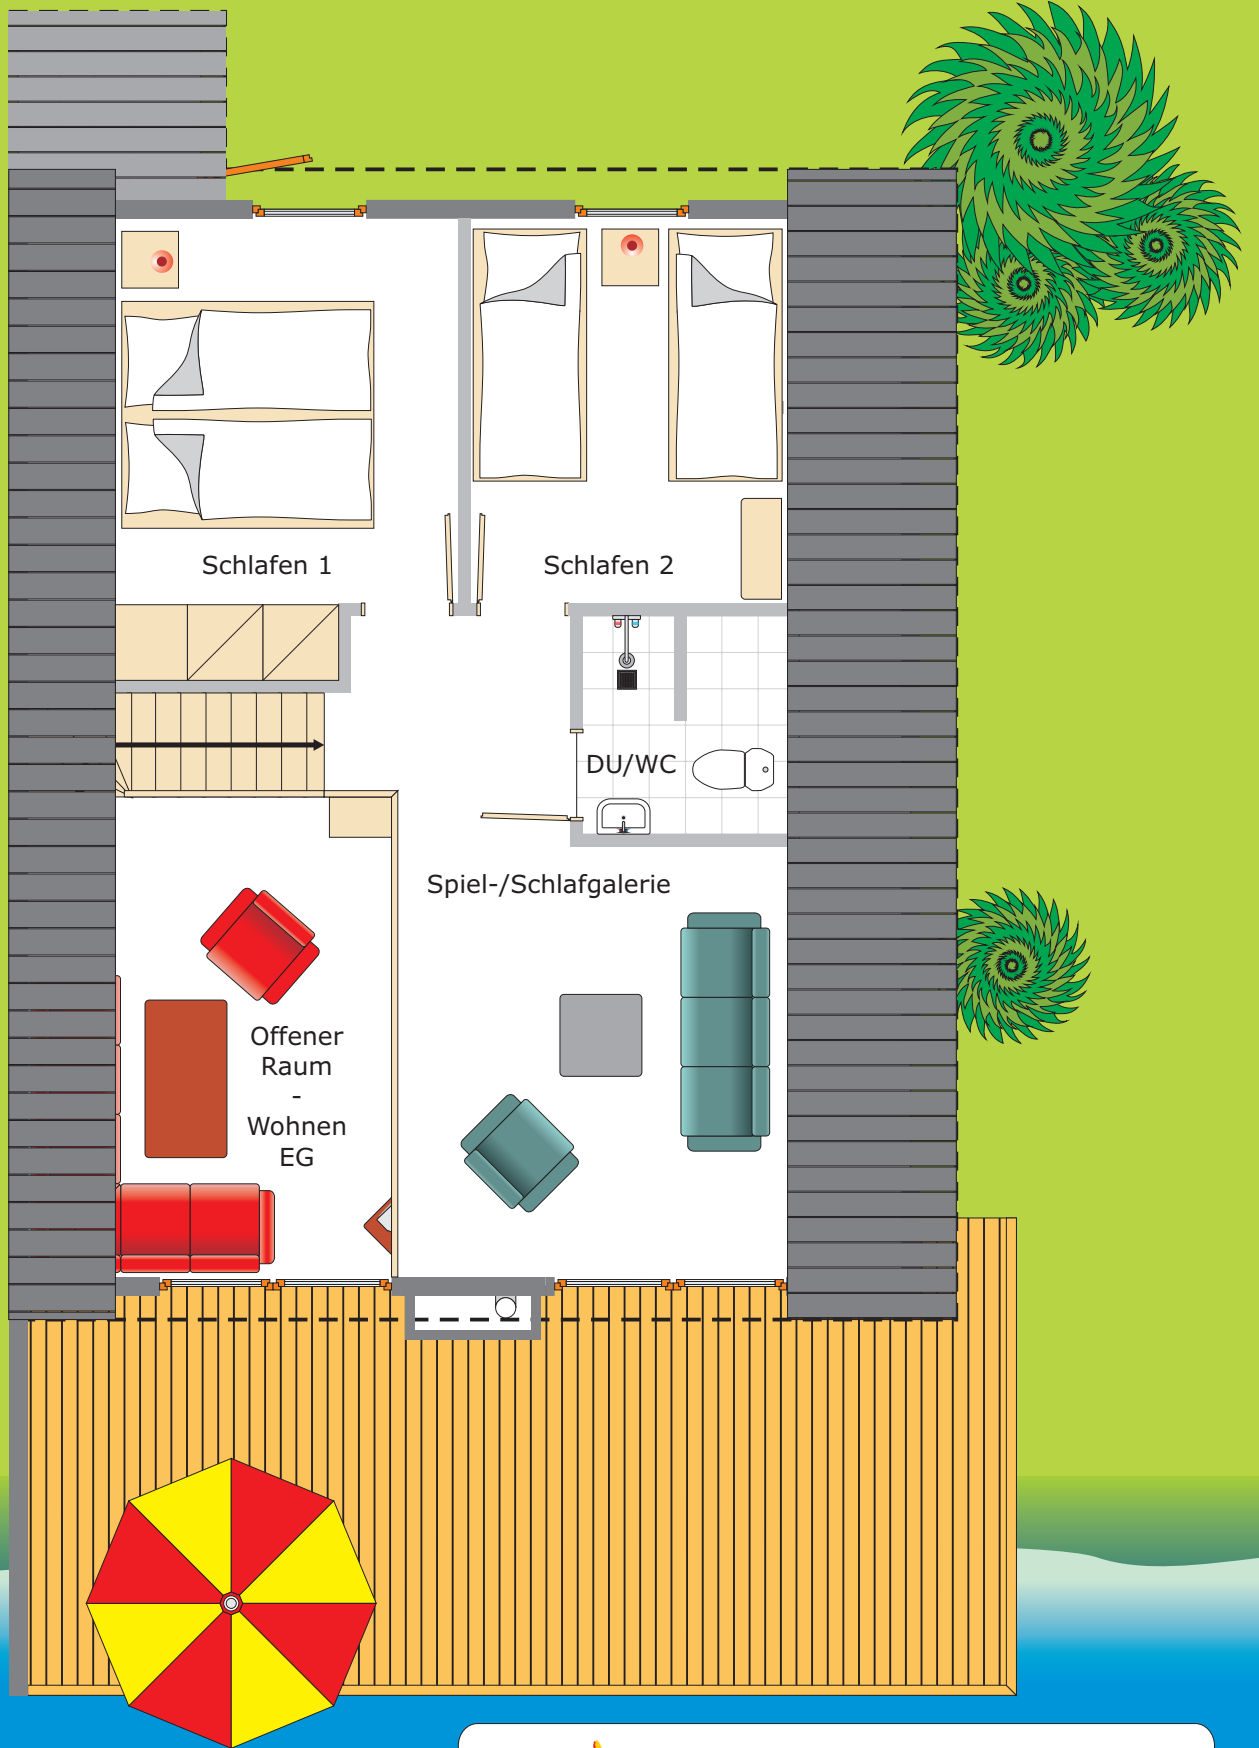 Schlafen 1
Schlafen 2
DU/WC
Spiel-/Schlafgalerie
Offener
Raum
-
Wohnen
EG